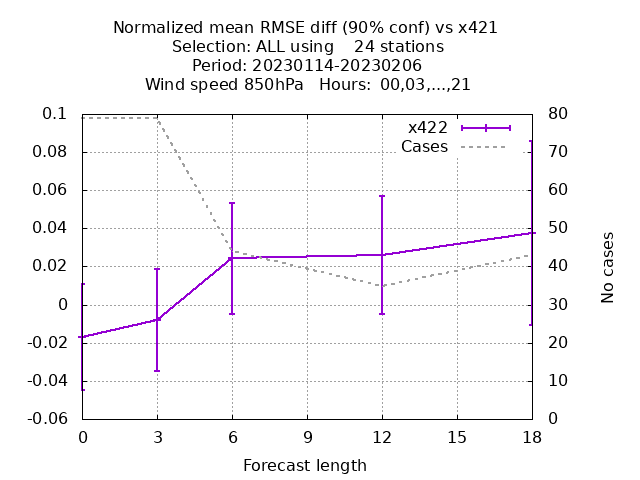 Normalized mean RMSE diff (90% conf) vs x421
Selection: ALL using    24 stations
Period: 20230114-20230206
Wind speed 850hPa   Hours:  00,03,...,21
0.1
0.08
0.06
0.04
0.02
0
-0.02
-0.04
-0.06
80
70
60
50
40
30
20
10
0
x422
Cases
No cases
0 3 6 9 12 15 18
Forecast length